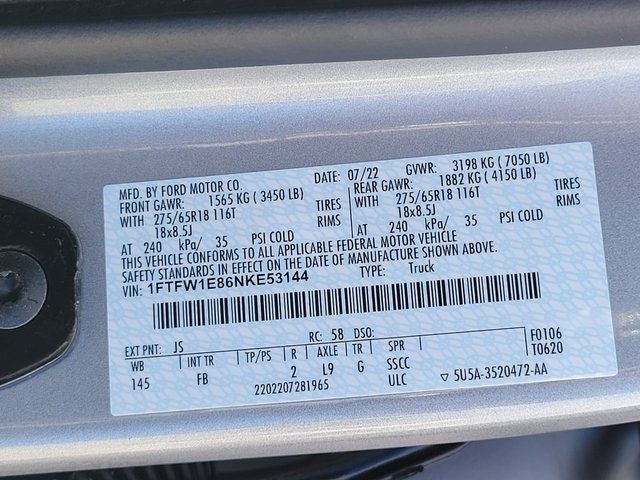 MFD. BY FORD MOTOR CO. DATE: 07/22 GVWR: 3198 KG ( 7050 LB)
FRONT GAWR: 1565 KG ( 3450 LB) REAR GAWR: 1882 KG ( 4150 LB)
WITH 275/65R18 116T TIRES WITH 275/65R18 116T TIRES
18x8.5J RIMS 18x8.5J RIMS
AT 240 kPa/ 35 PSI COLD AT 240 kPa/ 35 PSI COLD
THIS VEHICLE CONFORMS TO ALL APPLICABLE FEDERAL MOTOR VEHICLE
SAFETY STANDARDS IN EFFECT ON THE DATE OF MANUFACTURE SHOWN ABOVE.
VIN: 1FTFW1E86NKE53144 TYPE: Truck
EXT PNT: JS RC: 58 DSO: F0106
WB INT TR TP/PS R AXLE TR SPR T0620
145 FB 2 L9 G SSCC
2202207281965 ULC ▽ 5U5A-3520472-AA